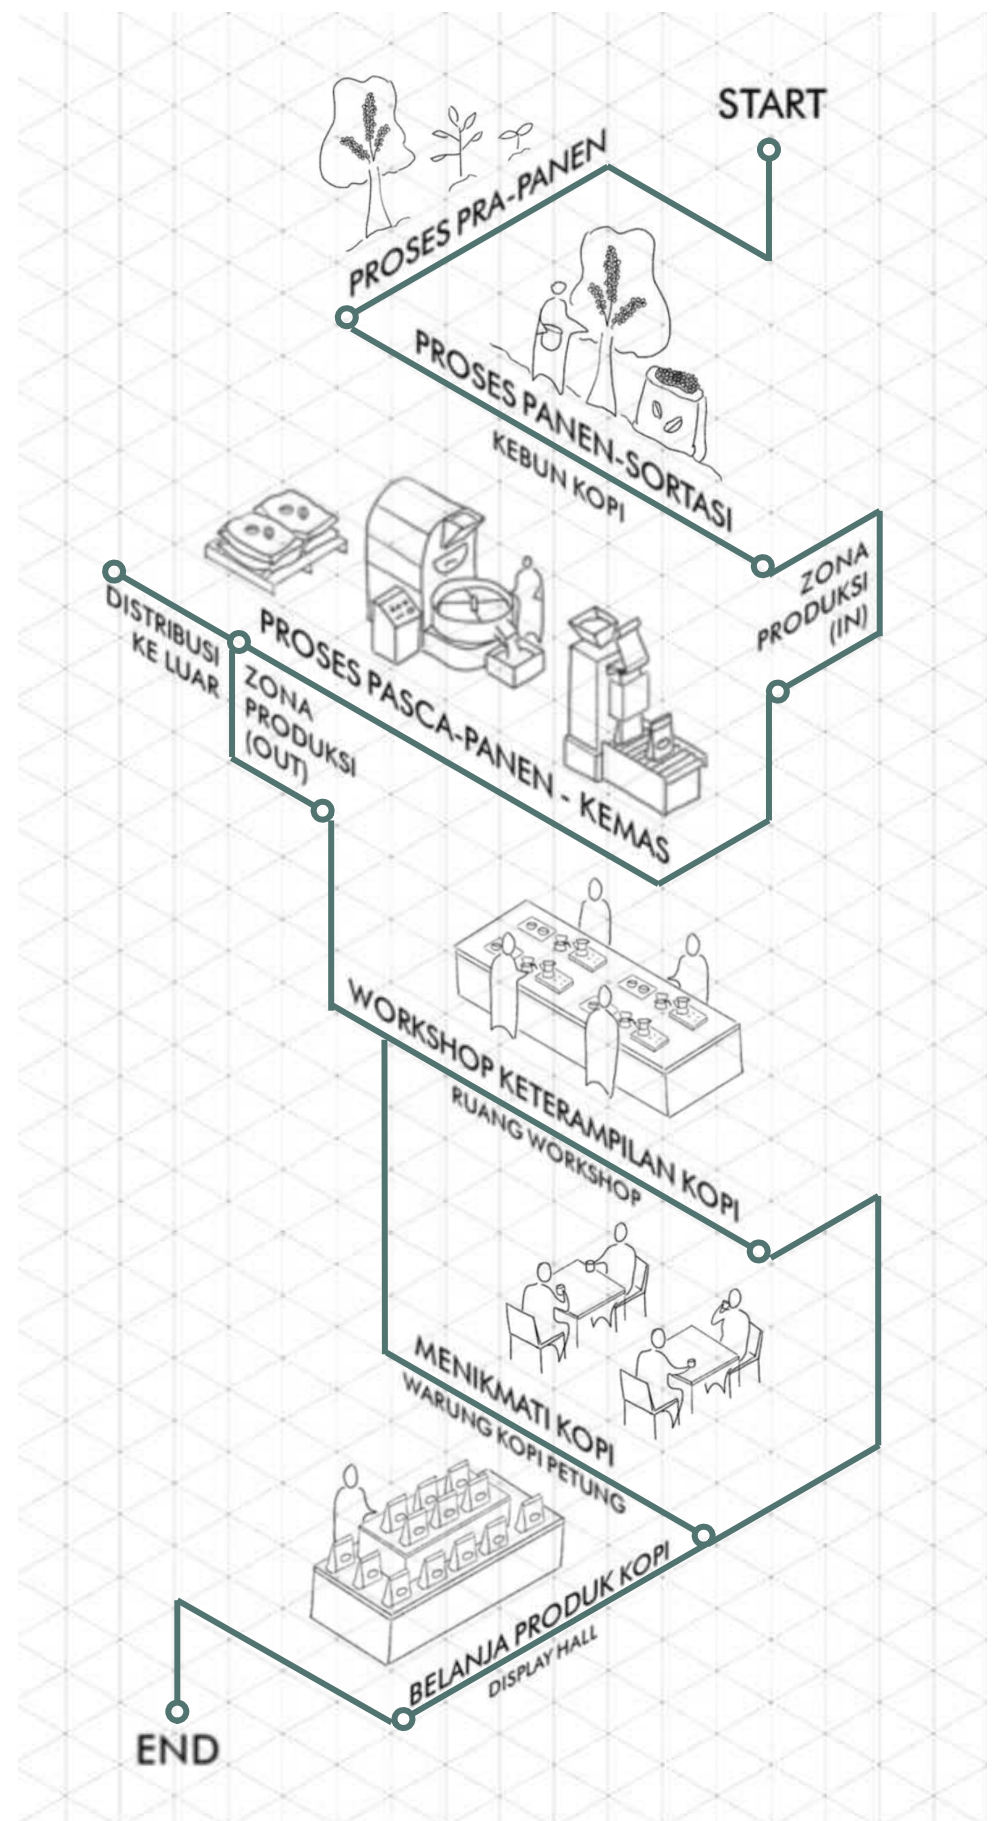 START
PROSES PRA-PANEN
PROSES PANEN-SORTASI
KEBUN KOPI
ZONA
PRODUKSI
(IN)
PROSES PASCA-PANEN - KEMAS
DISTRIBUSI
KE LUAR
ZONA
PRODUKSI
(OUT)
WORKSHOP KETERAMPILAN KOPI
RUANG WORKSHOP
MENIKMATI KOPI
WARUNG KOPI PETUNG
BELANJA PRODUK KOPI
DISPLAY HALL
END